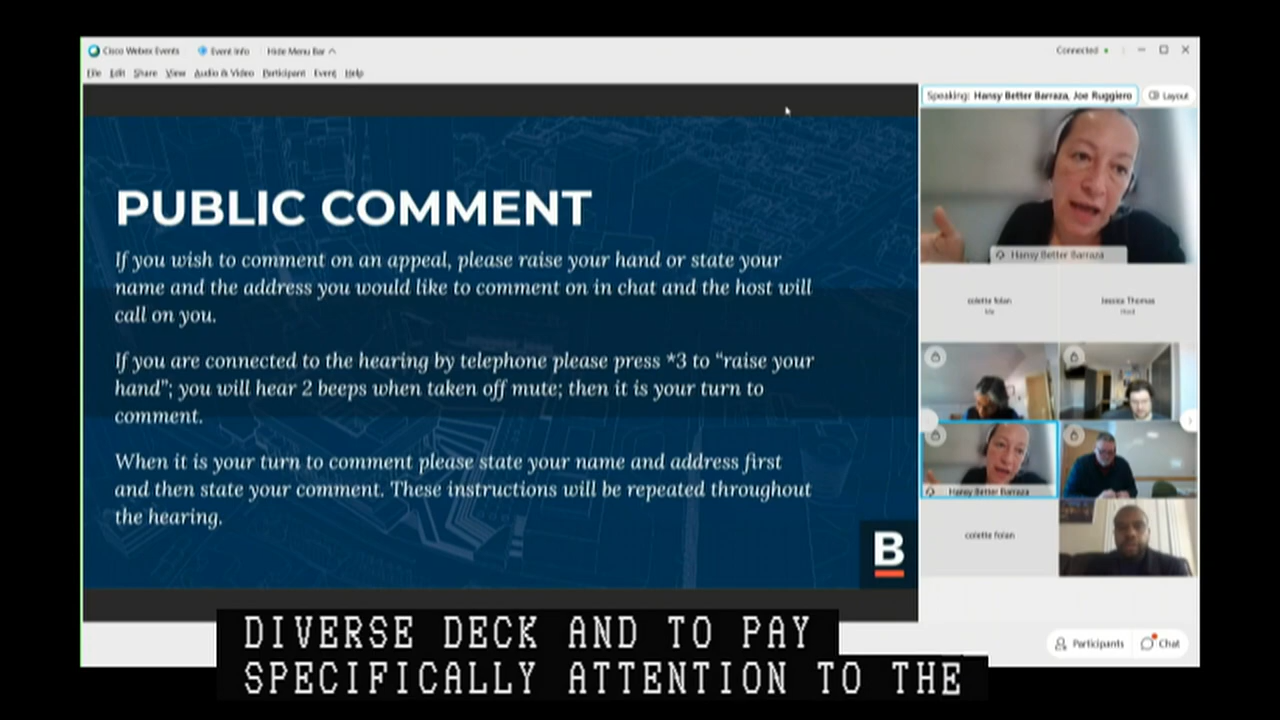 Cisco Webex Events
Event Info
Hide Menu Bar
Connected
File Edit Share View Audio & Video Participant Event Help
Speaking: Hansy Better Barraza, Joe Ruggiero
Layout
PUBLIC COMMENT
If you wish to comment on an appeal, please raise your hand or state your
name and the address you would like to comment on in chat and the host will
call on you.
If you are connected to the hearing by telephone please press *3 to “raise your
hand”; you will hear 2 beeps when taken off mute; then it is your turn to
comment.
When it is your turn to comment please state your name and address first
and then state your comment. These instructions will be repeated throughout
the hearing.
B
Hansy Better Barraza
colette folan
Me
Jessica Thomas
Host
Hansy Better Barraza
colette folan
Participants
Chat
DIVERSE DECK AND TO PAY
SPECIFICALLY ATTENTION TO THE